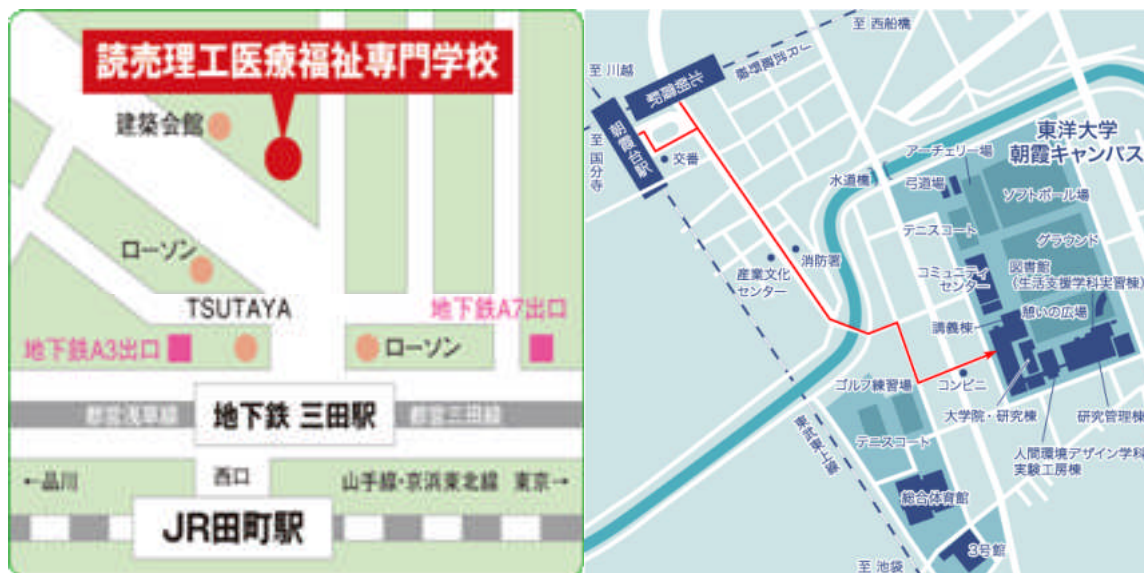 読売理工医療福祉専門学校
建築会館
ローソン
TSUTAYA
地下鉄A7出口
地下鉄A3出口
ローソン
都営浅草線
地下鉄 三田駅
都営三田線
←品川
西口
山手線・京浜東北線 東京→
JR田町駅
至 西船橋
JR武蔵野線
至 川越
北朝霞駅
朝霞台駅
至 国分寺
交番
東洋大学
朝霞キャンパス
アーチェリー場
水道橋
弓道場
ソフトボール場
テニスコート
グラウンド
消防署
産業文化
センター
コミュニティ
センター
図書館
(生活支援学科実習棟)
憩いの広場
講義棟
ゴルフ練習場
コンビニ
大学院・研究棟
研究管理棟
人間環境デザイン学科
実験工房棟
東武東上線
テニスコート
総合体育館
3号館
至 池袋